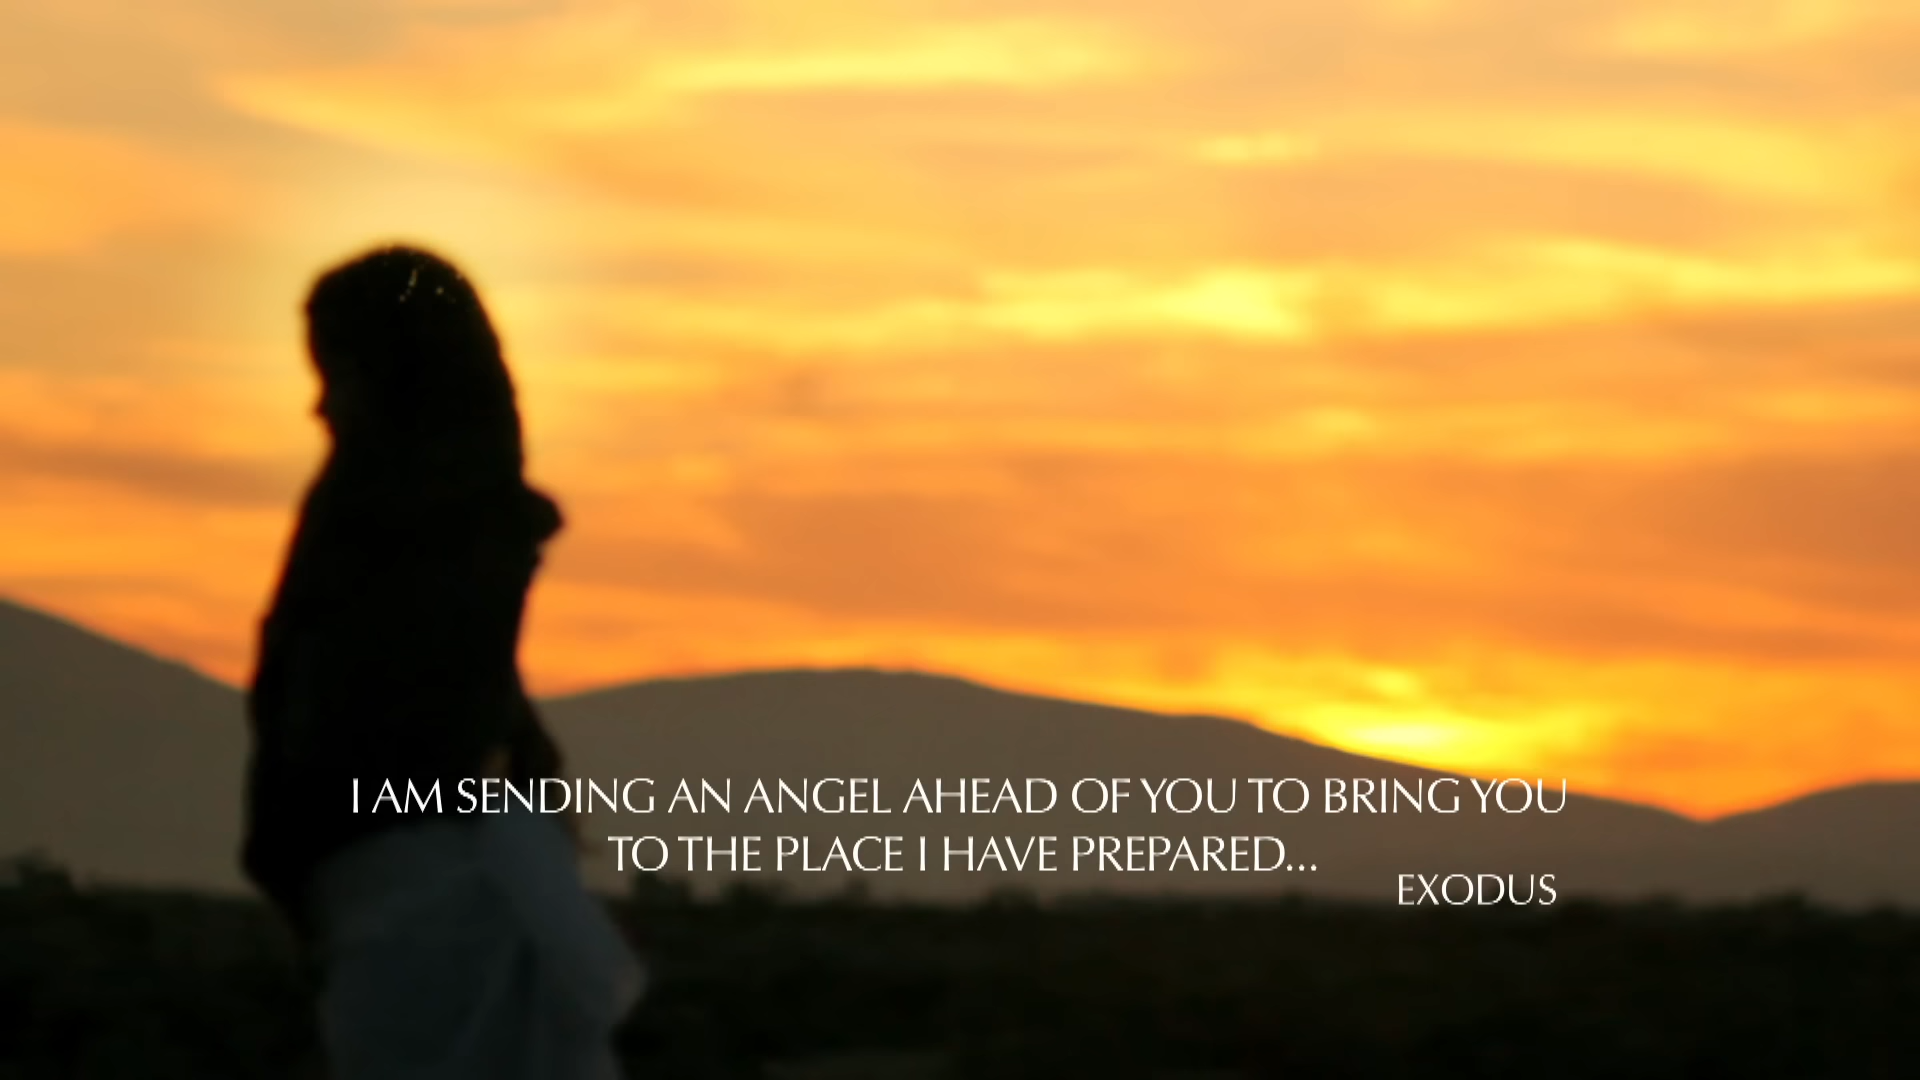 I AM SENDING AN ANGEL AHEAD OF YOU TO BRING YOU
TO THE PLACE I HAVE PREPARED...
EXODUS